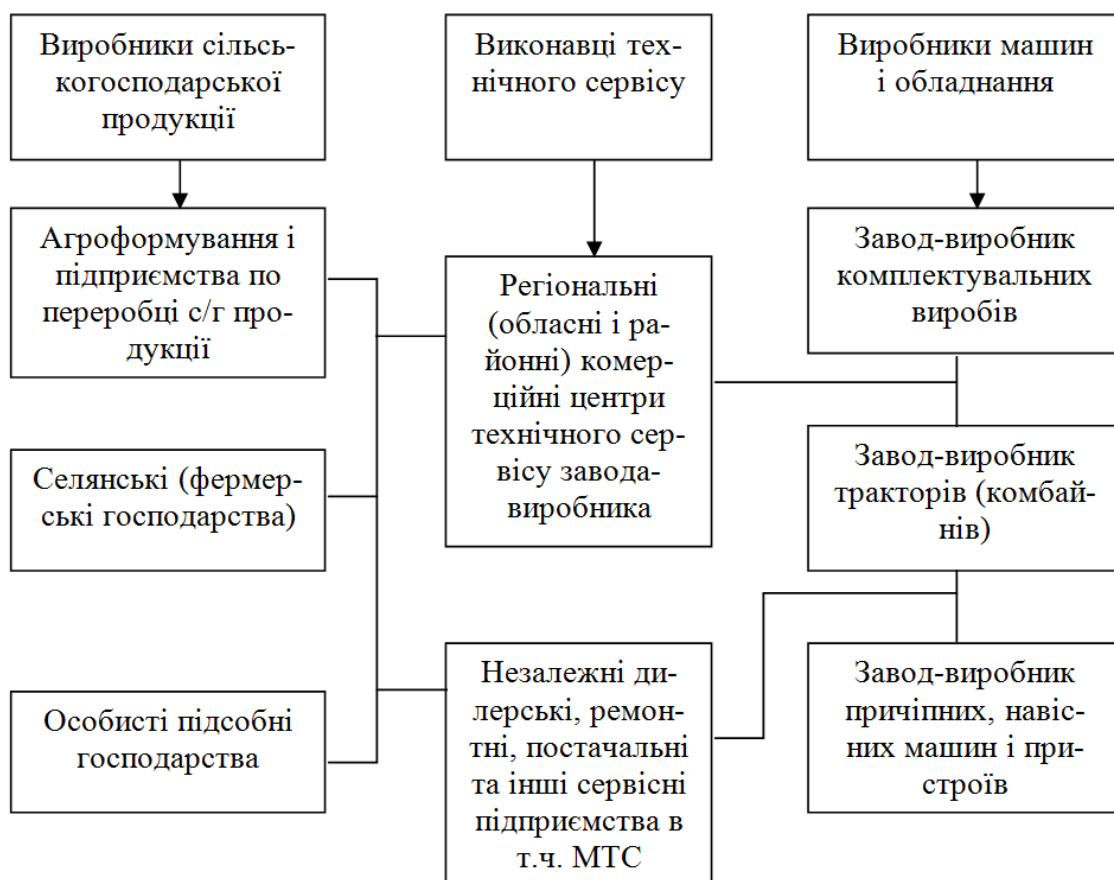 Виробники сільсь-
когосподарської
продукції
Виконавці тех-
нічного сервісу
Виробники машин
і обладнання
Агроформування і
підприємства по
переробці с/г про-
дукції
Регіональні
(обласні і ра-
йонні) комер-
ційні центри
технічного сер-
вісу завода-
виробника
Завод-виробник
комплектувальних
виробів
Селянські (фермер-
ські господарства)
Завод-виробник
тракторів (комбай-
нів)
Особисті підсобні
господарства
Незалежні ди-
лерські, ремон-
тні, постачальні
та інші сервісні
підприємства в
т.ч. МТС
Завод-виробник
причіпних, навіс-
них машин і при-
строїв